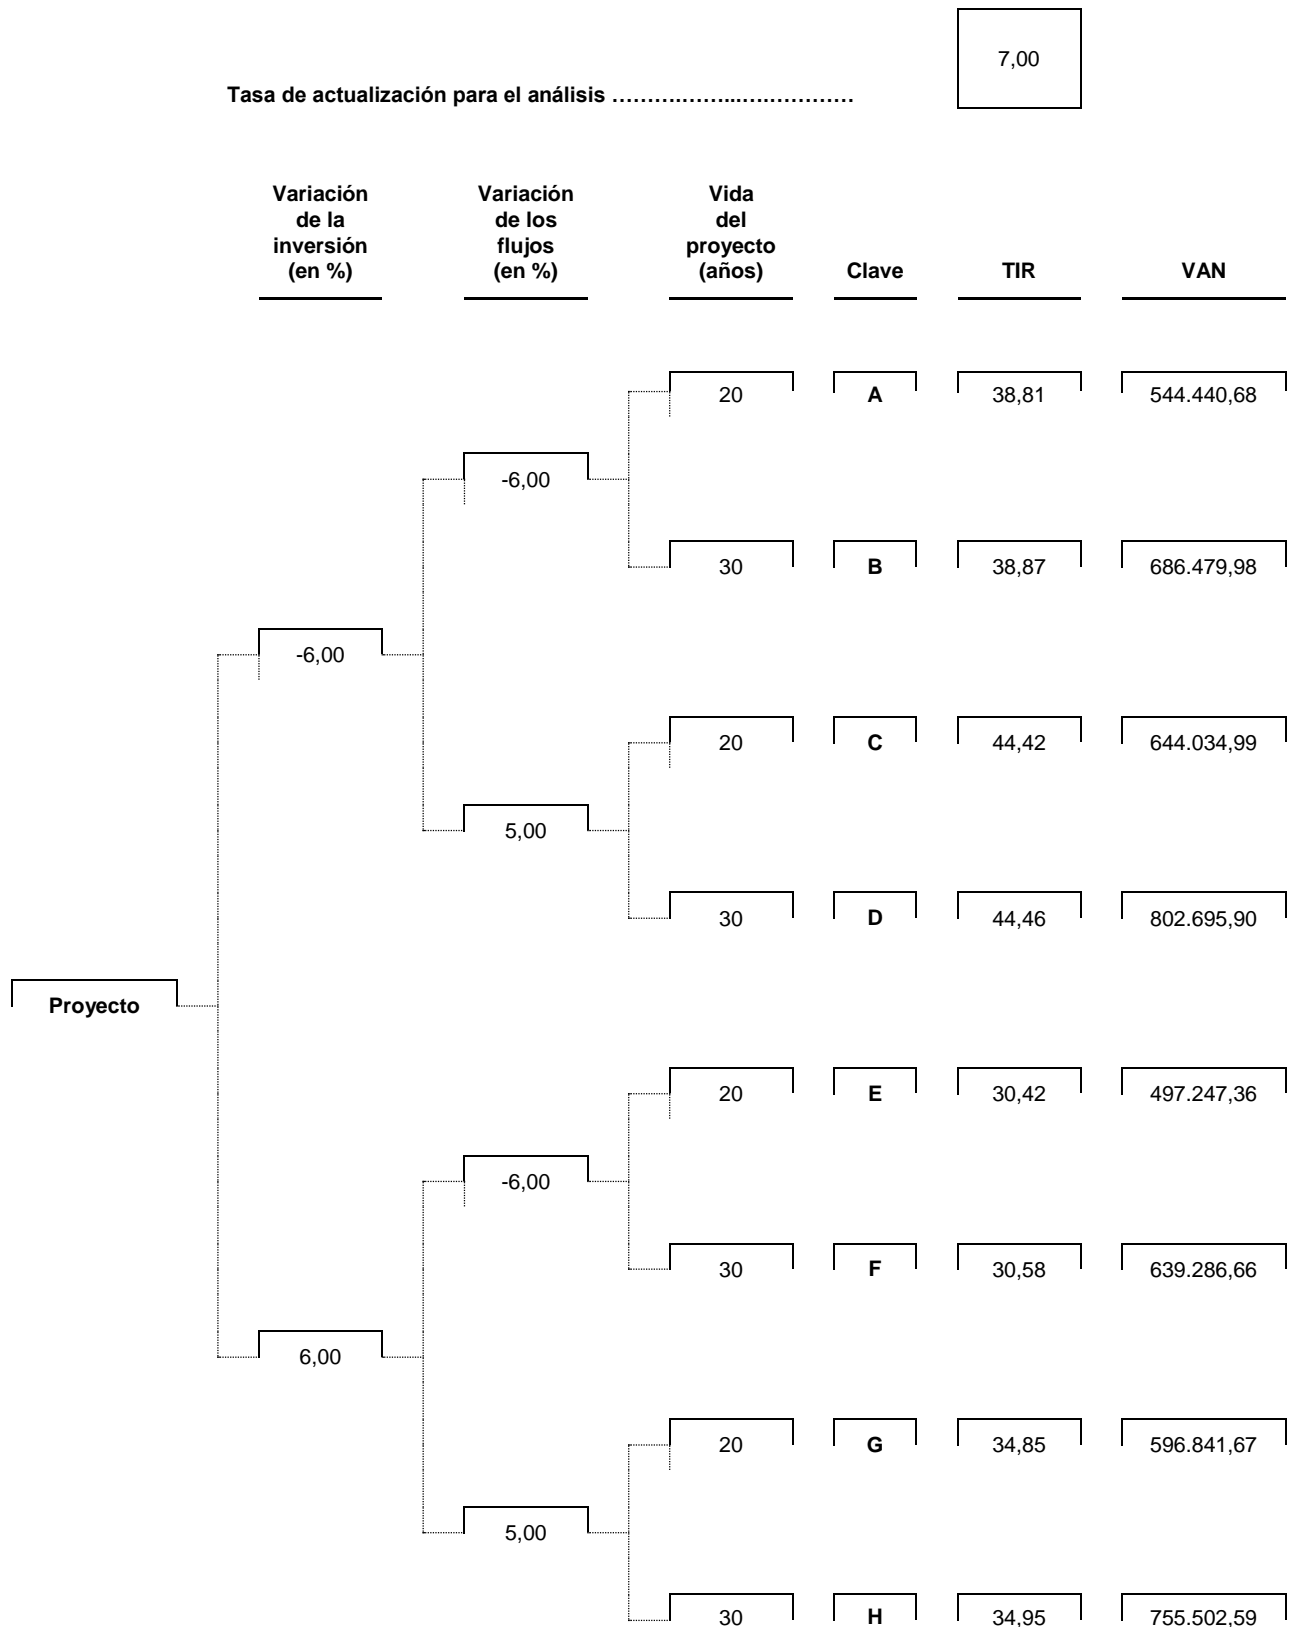 7,00
Tasa de actualización para el análisis ……….……...….…………
Variación de la inversión (en %)
Variación de los flujos (en %)
Vida del proyecto (años)
Clave
TIR
VAN
20 A 38,81 544.440,68
-6,00
30 B 38,87 686.479,98
-6,00
20 C 44,42 644.034,99
5,00
30 D 44,46 802.695,90
Proyecto
20 E 30,42 497.247,36
-6,00
30 F 30,58 639.286,66
6,00
20 G 34,85 596.841,67
5,00
30 H 34,95 755.502,59